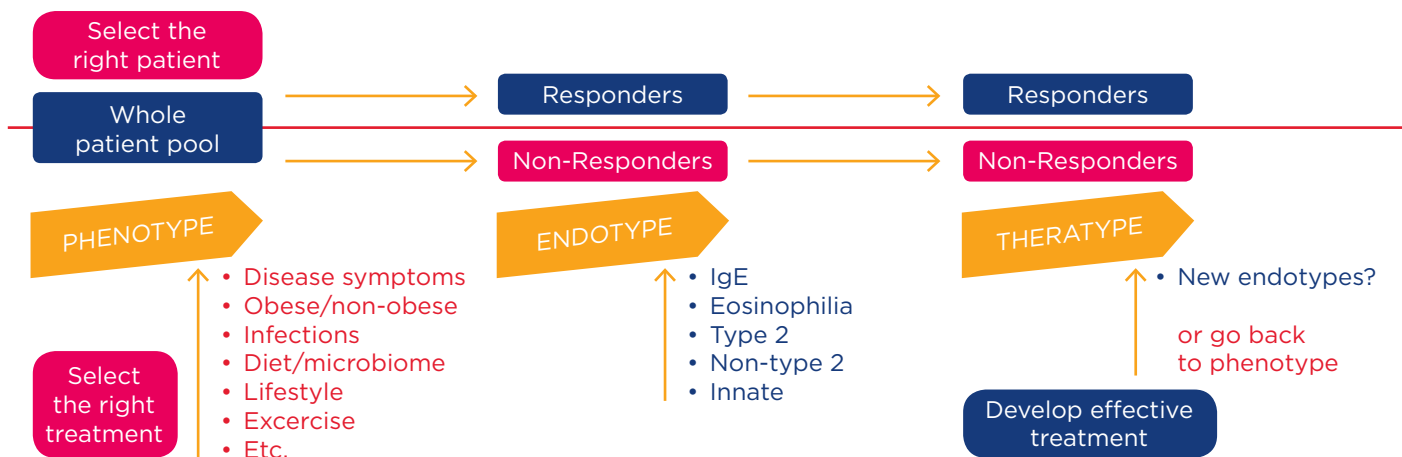 Select the
right patient
Whole
patient pool
Responders
Responders
Non-Responders
Non-Responders
PHENOTYPE
ENDOTYPE
THERATYPE
• Disease symptoms
• Obese/non-obese
• Infections
• Diet/microbiome
• Lifestyle
• Excercise
• Etc.
• IgE
• Eosinophilia
• Type 2
• Non-type 2
• Innate
• New endotypes?
or go back
to phenotype
Select
the right
treatment
Develop effective
treatment